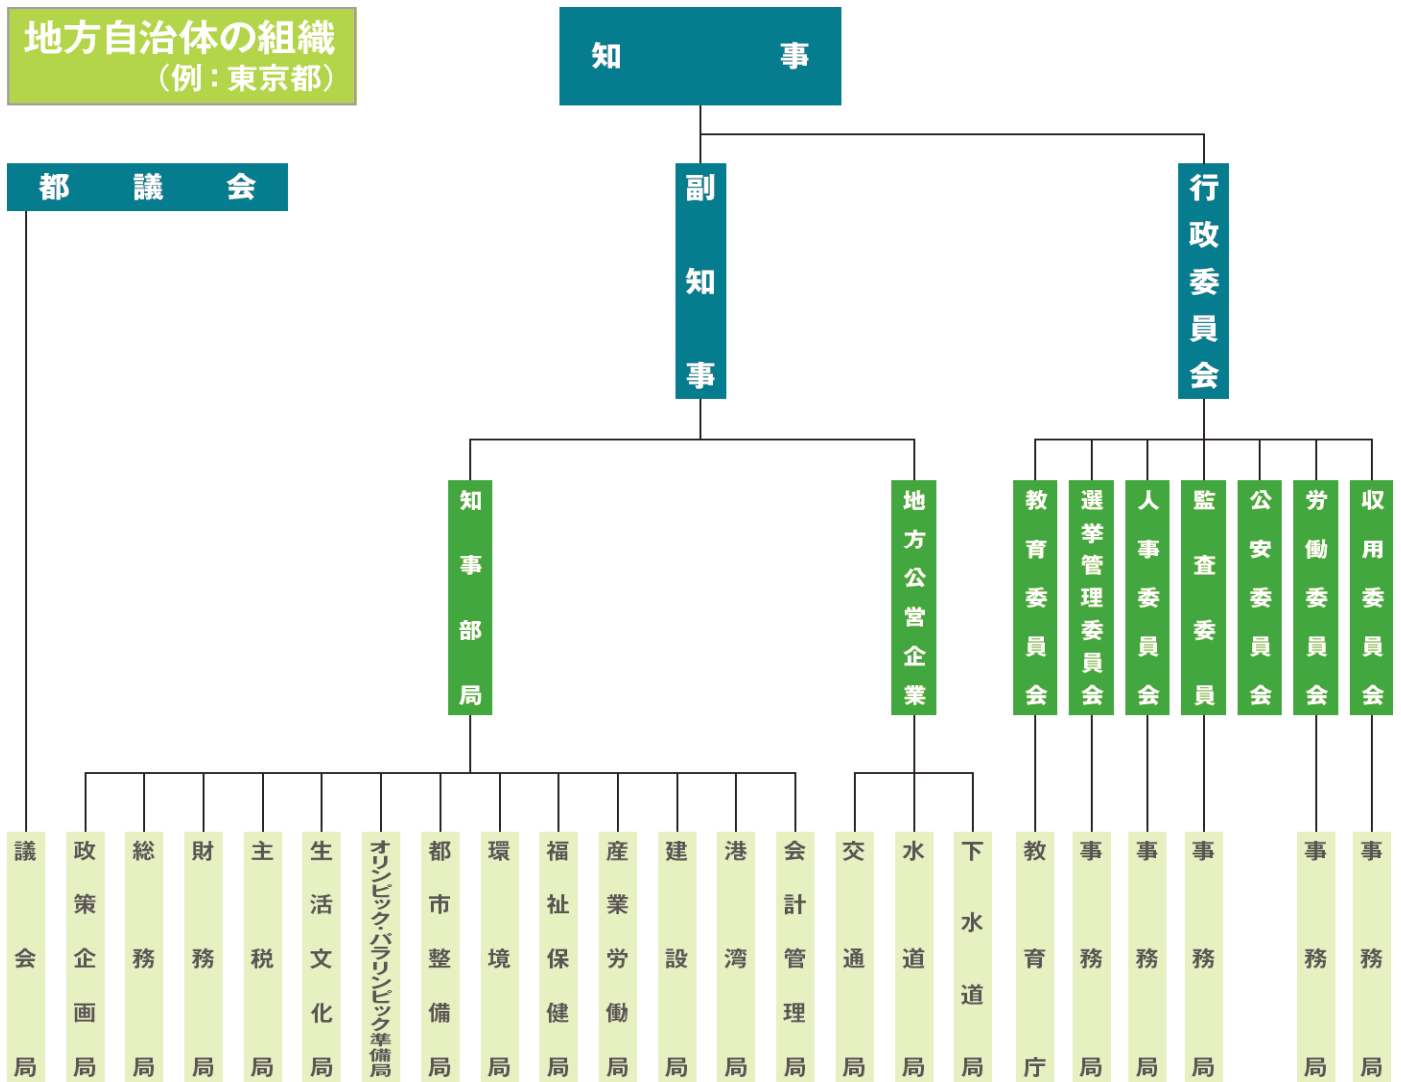 地方自治体の組織
（例：東京都）
知事
都議会
副知事
行政委員会
知事部局
地方公営企業
教育委員会
選挙管理委員会
人事委員会
監査委員
公安委員会
労働委員会
収用委員会
議会局
政策企画局
総務局
財務局
主税局
生活文化局
オリンピック・パラリンピック準備局
都市整備局
環境局
福祉保健局
産業労働局
建設局
港湾局
会計管理局
交通局
水道局
下水道局
教育庁
事務局
事務局
事務局
事務局
事務局